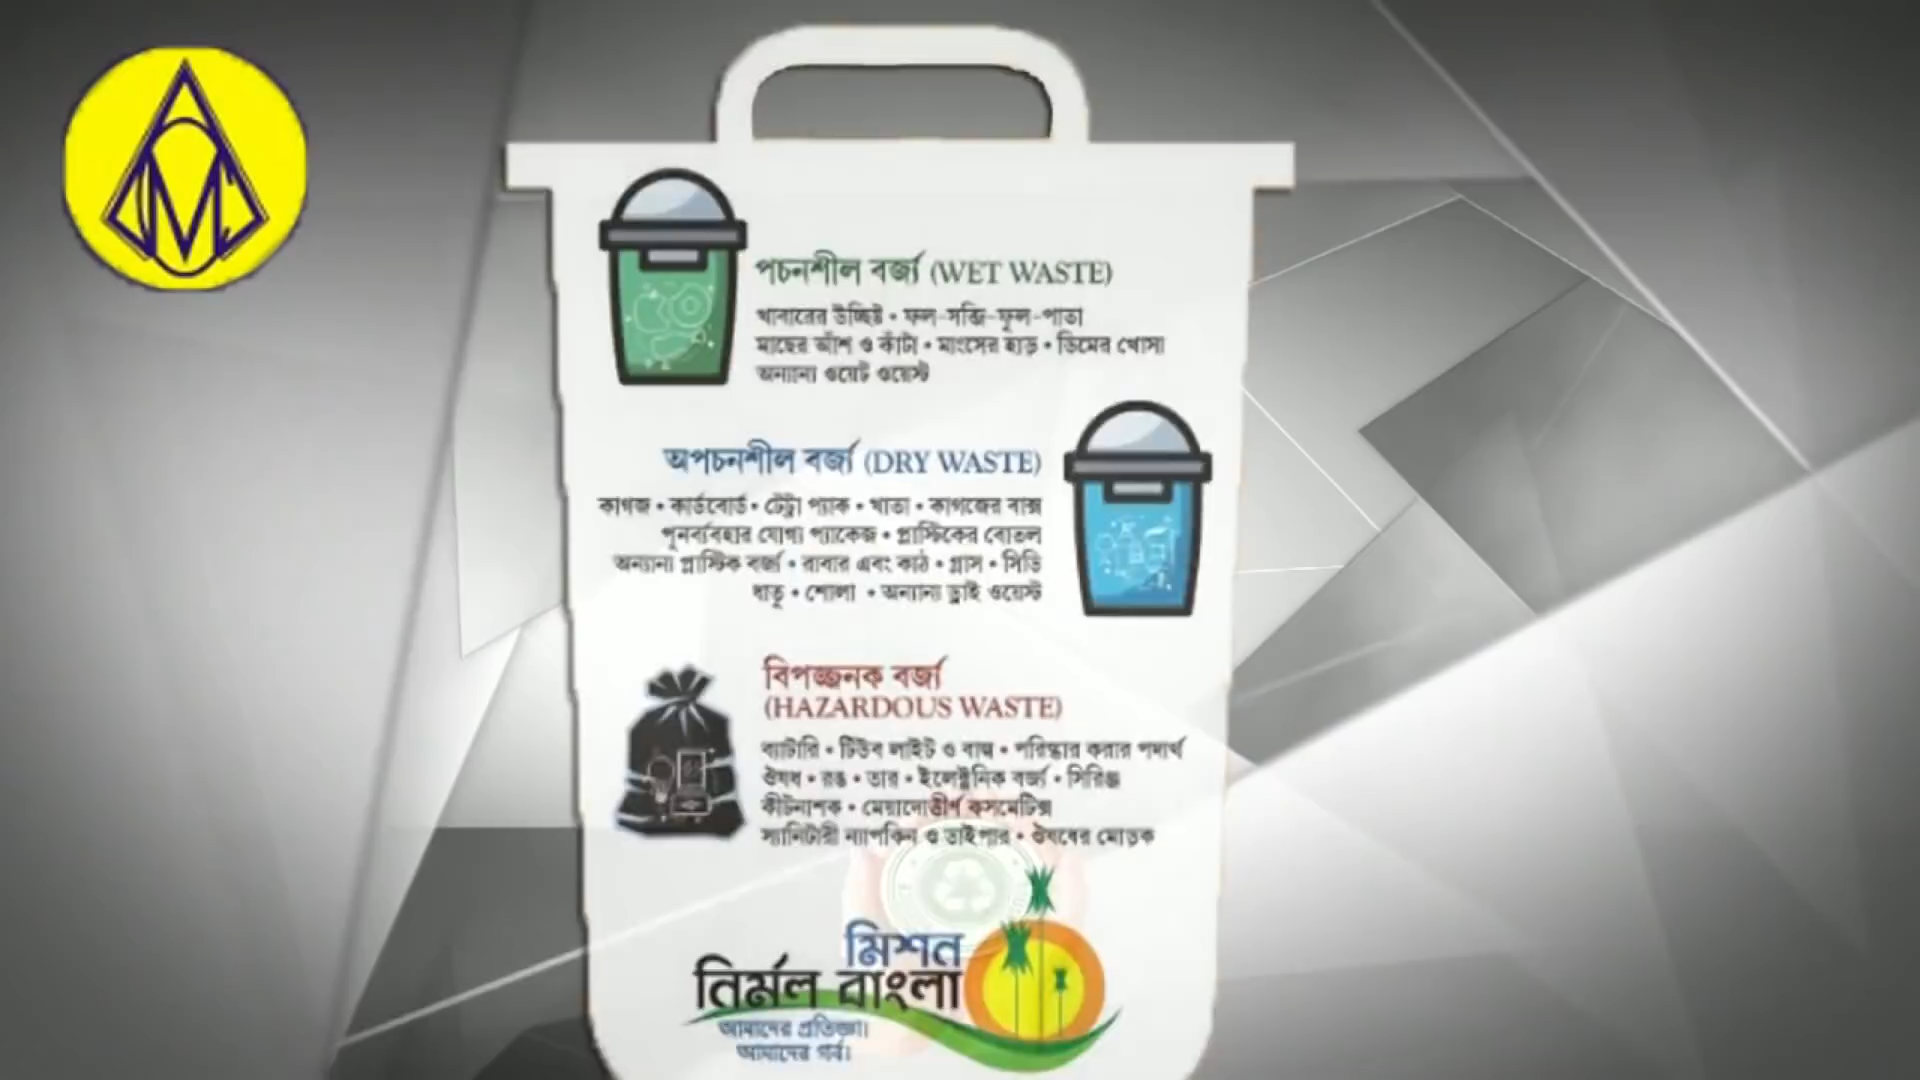 পচনশীল বর্জ্য (WET WASTE)
খাবারের উচ্ছিষ্ট • ফল-সব্জি-ফুল-পাতা
মাছের আঁশ ও কাঁটা • মাংসের হাড় • ডিমের খোসা
অন্যান্য ওয়েট ওয়েস্ট
অপচনশীল বর্জ্য (DRY WASTE)
কাগজ • কার্ডবোর্ড • টেট্রা প্যাক • খাতা • কাগজের বাক্স
পুনর্ব্যবহার যোগ্য প্যাকেজ • প্লাস্টিকের বোতল
অন্যান্য প্লাস্টিক বর্জ্য • রাবার এবং কাঠ • গ্লাস • সিডি
ধাতু • শোলা • অন্যান্য ড্রাই ওয়েস্ট
বিপজ্জনক বর্জ্য
(HAZARDOUS WASTE)
ব্যাটারি • টিউব লাইট ও বাল্ব • পরিস্কার করার পদার্থ
ঔষধ • রঙ • তার • ইলেক্ট্রনিক বর্জ্য • সিরিঞ্জ
কীটনাশক • মেয়াদোত্তীর্ণ কসমেটিক্স
স্যানিটারী ন্যাপকিন ও ডাইপার • ঔষধের মোড়ক
মিশন
নির্মল বাংলা
আমাদের প্রতিজ্ঞা।
আমাদের গর্ব।